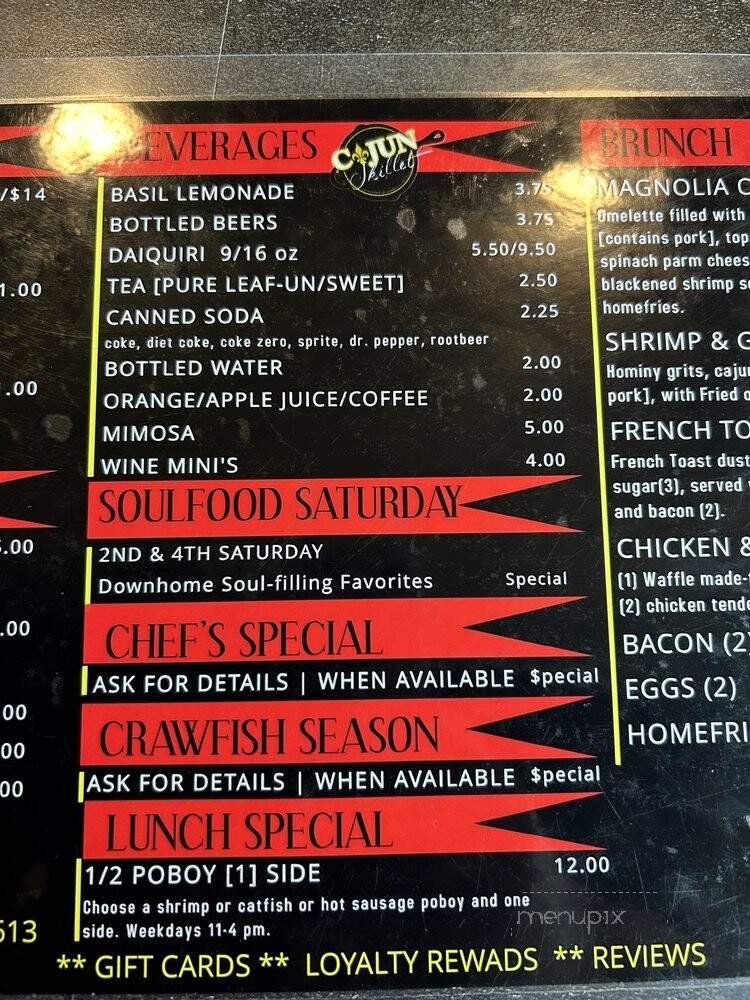 /$14
1.00
1.00
5.00
.00
00
00
00
513
BEVERAGES
CAJUN
Skillet
BASIL LEMONADE 3.75
BOTTLED BEERS 3.75
DAIQUIRI 9/16 oz 5.50/9.50
TEA [PURE LEAF-UN/SWEET] 2.50
CANNED SODA 2.25
coke, diet coke, coke zero, sprite, dr. pepper, rootbeer
BOTTLED WATER 2.00
ORANGE/APPLE JUICE/COFFEE 2.00
MIMOSA 5.00
WINE MINI'S 4.00
SOULFOOD SATURDAY
2ND & 4TH SATURDAY
Downhome Soul-filling Favorites Special
CHEF'S SPECIAL
ASK FOR DETAILS | WHEN AVAILABLE $pecial
CRAWFISH SEASON
ASK FOR DETAILS | WHEN AVAILABLE $pecial
LUNCH SPECIAL
1/2 POBOY [1] SIDE 12.00
Choose a shrimp or catfish or hot sausage poboy and one
side. Weekdays 11-4 pm.
** GIFT CARDS ** LOYALTY REWADS ** REVIEWS
BRUNCH
MAGNOLIA
Omelette filled with
[contains pork], top
spinach parm chees
blackened shrimp s
homefries.
SHRIMP & G
Hominy grits, caju
pork], with Fried
FRENCH TO
French Toast dust
sugar(3), served
and bacon (2).
CHICKEN &
(1) Waffle made-
(2) chicken tende
BACON (2
EGGS (2)
HOMEFRI
menupix